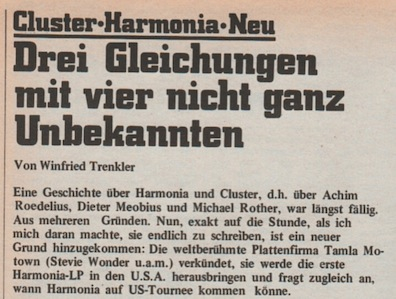 Cluster·Harmonia·Neu
Drei Gleichungen
mit vier nicht ganz
Unbekannten
Von Winfried Trenkler
Eine Geschichte über Harmonia und Cluster, d.h. über Achim
Roedelius, Dieter Meobius und Michael Rother, war längst fällig.
Aus mehreren Gründen. Nun, exakt auf die Stunde, als ich
mich daran machte, sie endlich zu schreiben, ist ein neuer
Grund hinzugekommen: Die weltberühmte Plattenfirma Tamla Mo-
town (Stevie Wonder u.a.m.) verkündet, sie werde die erste
Harmonia-LP in den U.S.A. herausbringen und fragt zugleich an,
wann Harmonia auf US-Tournee kommen könne.